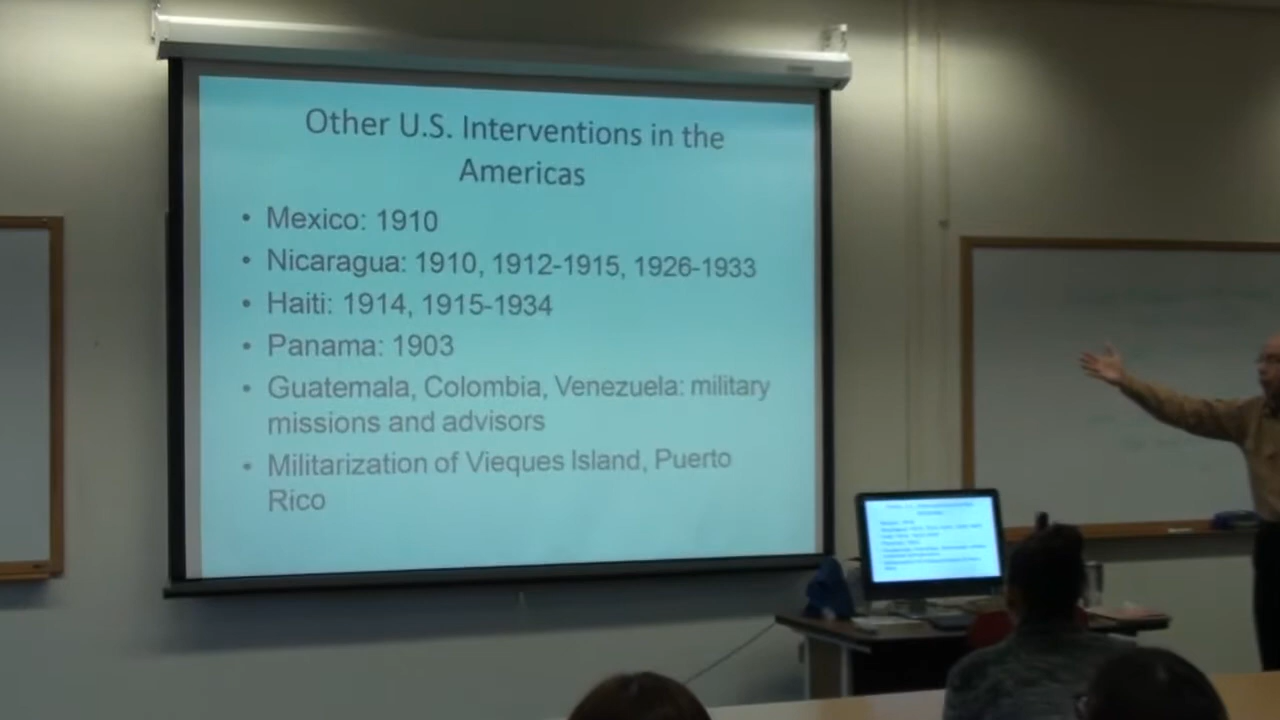 Other U.S. Interventions in the
Americas
• Mexico: 1910
• Nicaragua: 1910, 1912-1915, 1926-1933
• Haiti: 1914, 1915-1934
• Panama: 1903
• Guatemala, Colombia, Venezuela: military
missions and advisors
• Militarization of Vieques Island, Puerto
Rico